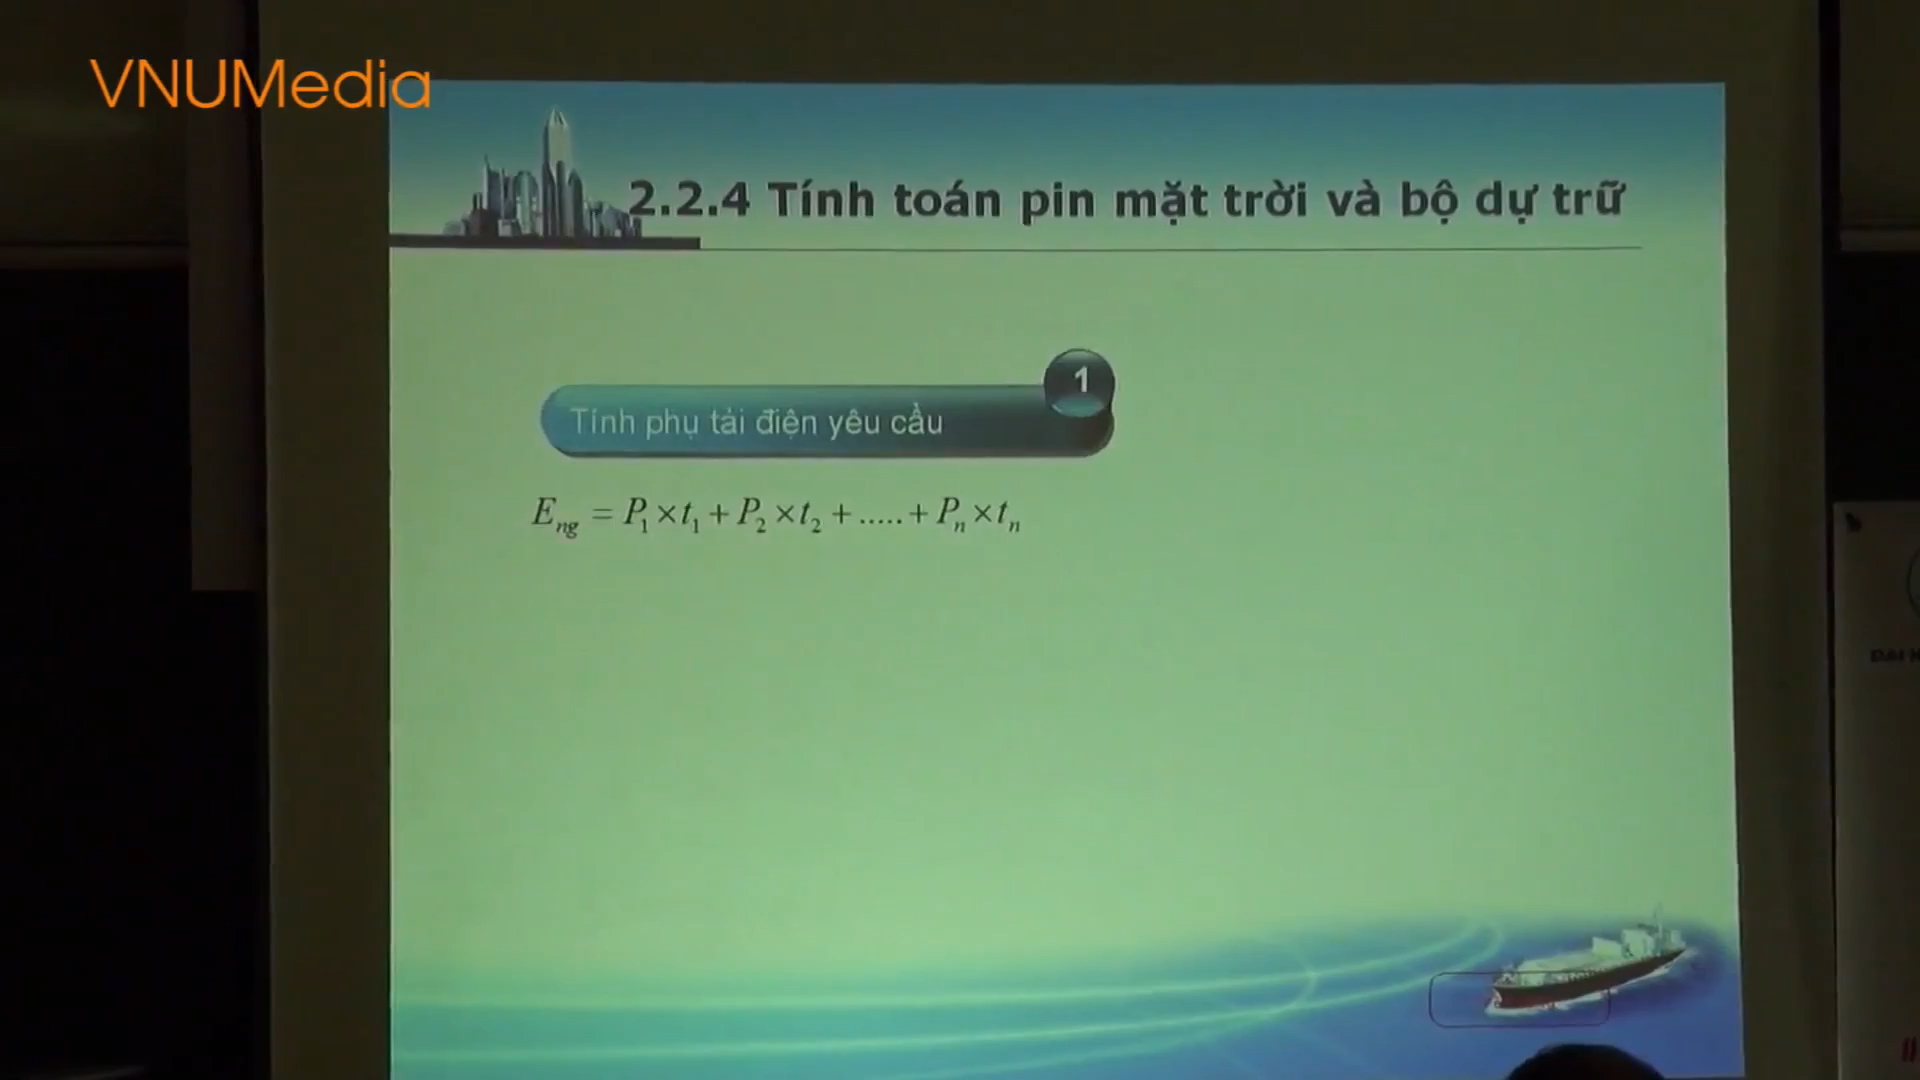 VNUMedia
2.2.4 Tính toán pin mặt trời và bộ dự trữ
1
Tính phụ tải điện yêu cầu
E_ng = P_1 × t_1 + P_2 × t_2 + ..... + P_n × t_n